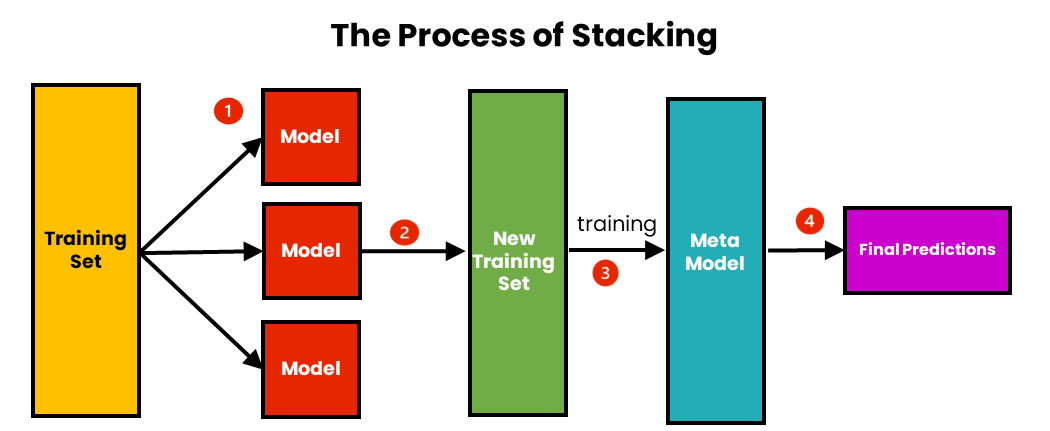 The Process of Stacking
1
Model
Training
Set
Model
2
New
Training
Set
training
3
Meta
Model
4
Final Predictions
Model